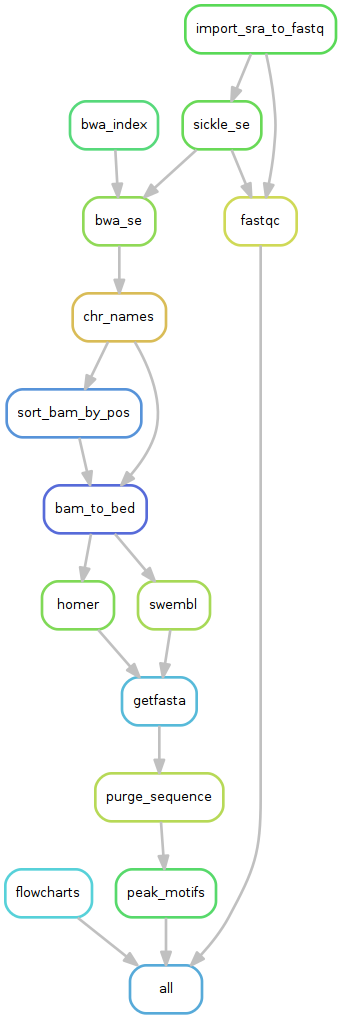 import_sra_to_fastq
bwa_index
sickle_se
bwa_se
fastqc
chr_names
sort_bam_by_pos
bam_to_bed
homer
swembl
getfasta
purge_sequence
flowcharts
peak_motifs
all